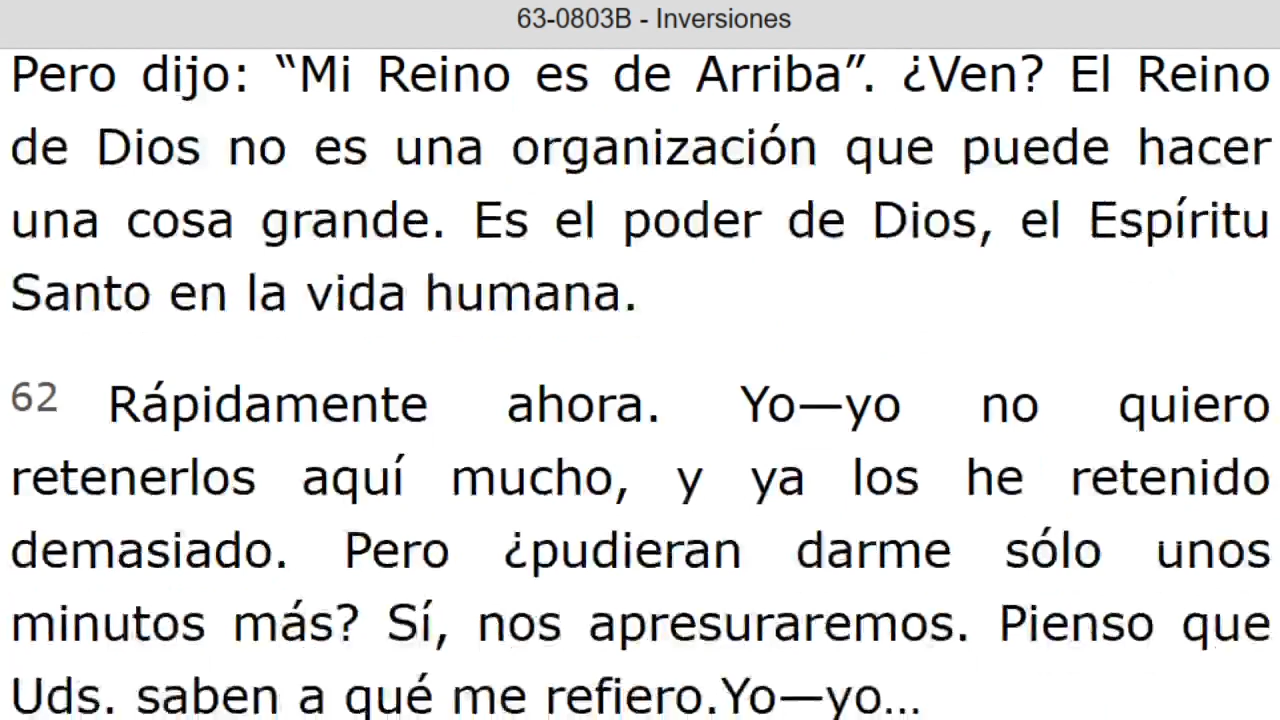 63-0803B - Inversiones
Pero dijo: “Mi Reino es de Arriba”. ¿Ven? El Reino
de Dios no es una organización que puede hacer
una cosa grande. Es el poder de Dios, el Espíritu
Santo en la vida humana.
62 Rápidamente ahora. Yo—yo no quiero
retenerlos aquí mucho, y ya los he retenido
demasiado. Pero ¿pudieran darme sólo unos
minutos más? Sí, nos apresuraremos. Pienso que
Uds. saben a qué me refiero.Yo—yo...